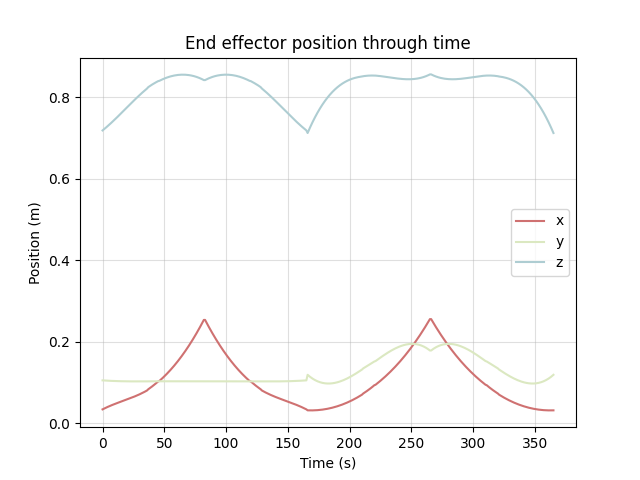 End effector position through time
Position (m)
0.8
0.6
0.4
0.2
0.0
x
y
z
0 50 100 150 200 250 300 350
Time (s)